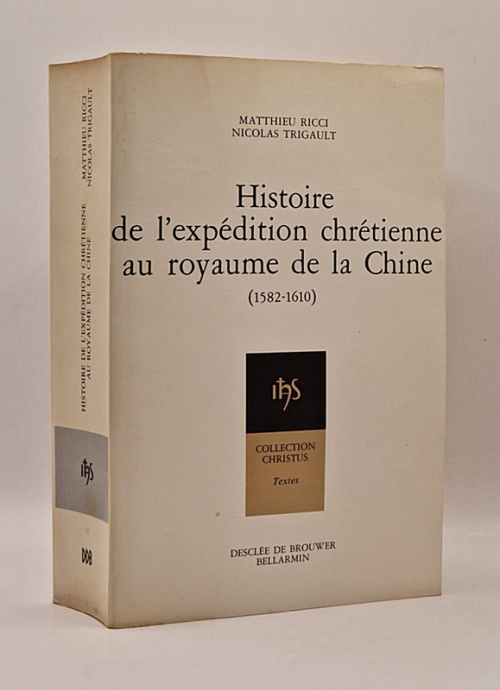 MATTHIEU RICCI
NICOLAS TRIGAULT
Histoire
de l'expédition chrétienne
au royaume de la Chine
(1582-1610)
ihs
COLLECTION
CHRISTUS
Textes
DESCLÉE DE BROUWER
BELLARMIN
MATTHIEU RICCI
NICOLAS TRIGAULT
HISTOIRE DE L'EXPÉDITION CHRÉTIENNE
AU ROYAUME DE LA CHINE
ihs
DDB